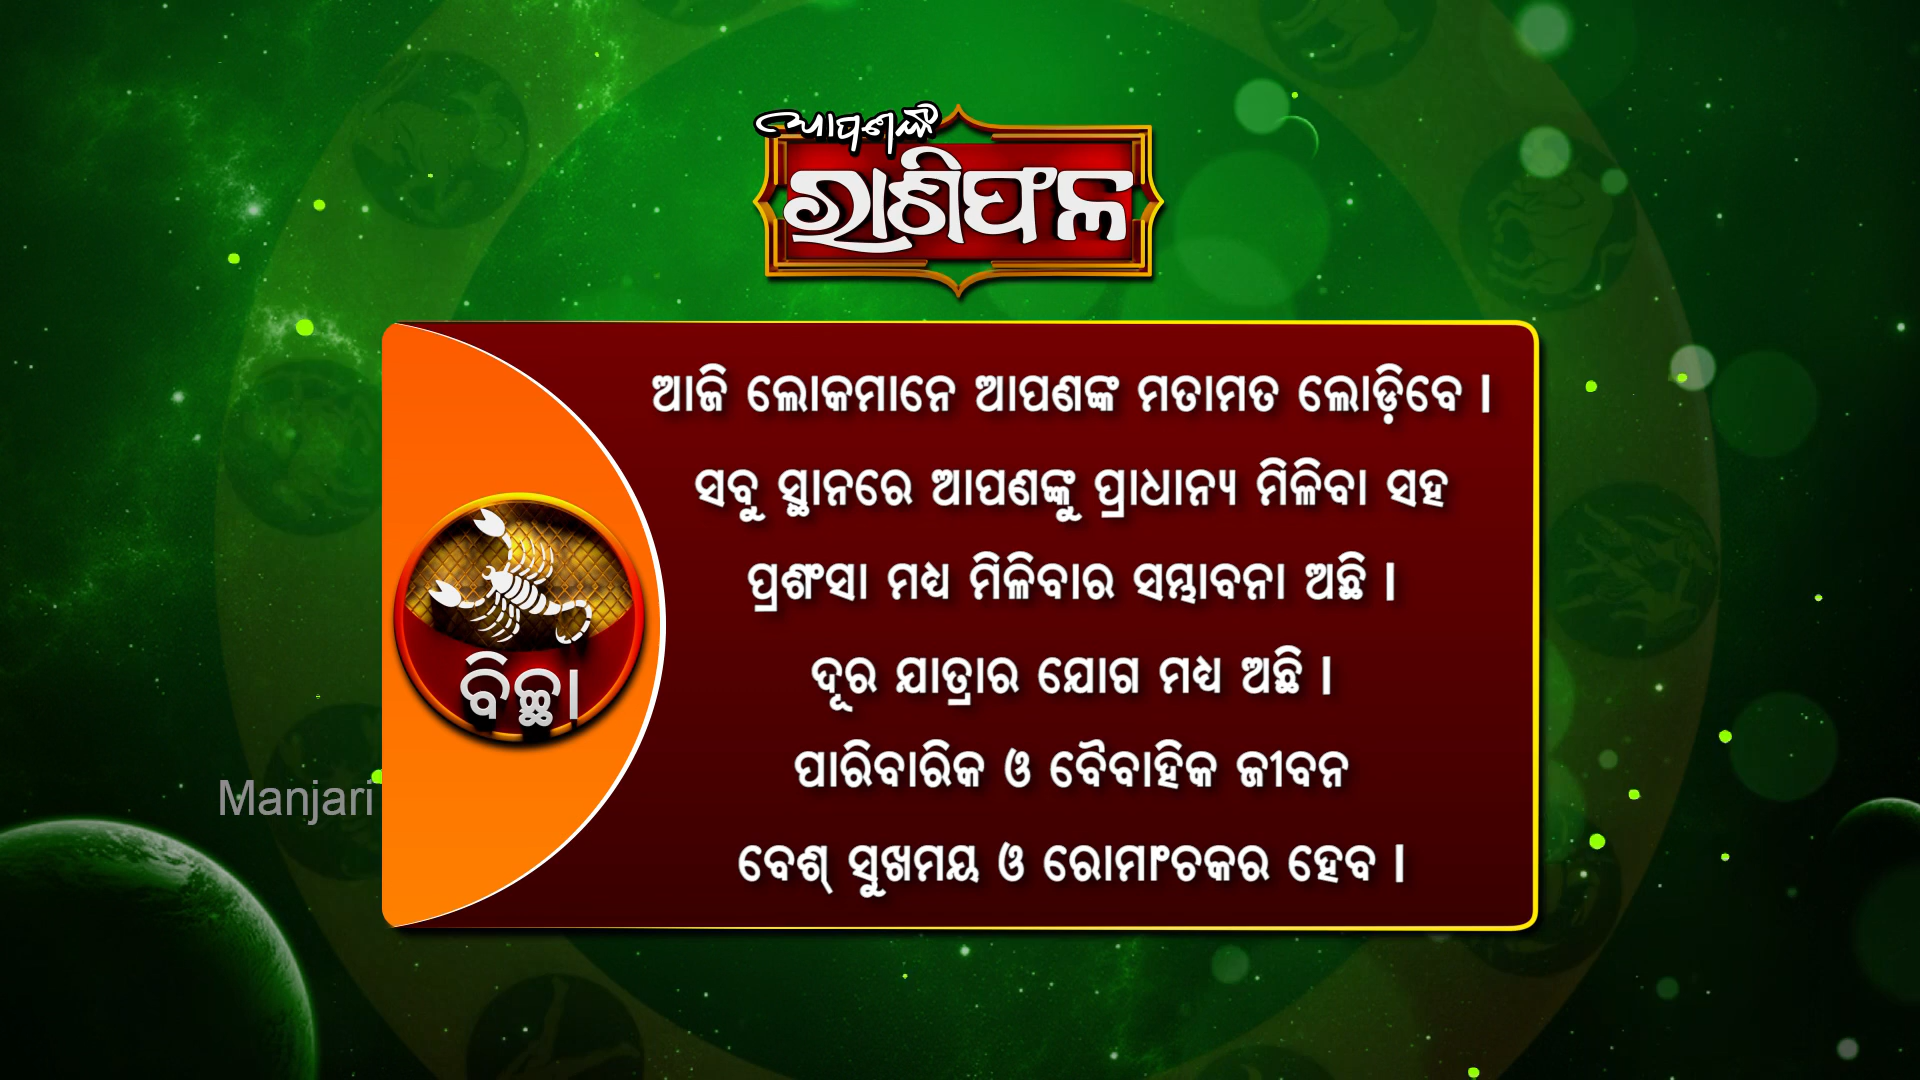 ଆପଣଙ୍କ
ରାଶିଫଳ
ଆଜି ଲୋକମାନେ ଆପଣଙ୍କ ମତାମତ ଲୋଡ଼ିବେ ।
ସବୁ ସ୍ଥାନରେ ଆପଣଙ୍କୁ ପ୍ରାଧାନ୍ୟ ମିଳିବା ସହ
ପ୍ରଶଂସା ମଧ୍ୟ ମିଳିବାର ସମ୍ଭାବନା ଅଛି ।
ଦୂର ଯାତ୍ରାର ଯୋଗ ମଧ୍ୟ ଅଛି ।
ପାରିବାରିକ ଓ ବୈବାହିକ ଜୀବନ
ବେଶ୍ ସୁଖମୟ ଓ ରୋମାଂଚକର ହେବ ।
ବିଚ୍ଛା
Manjari